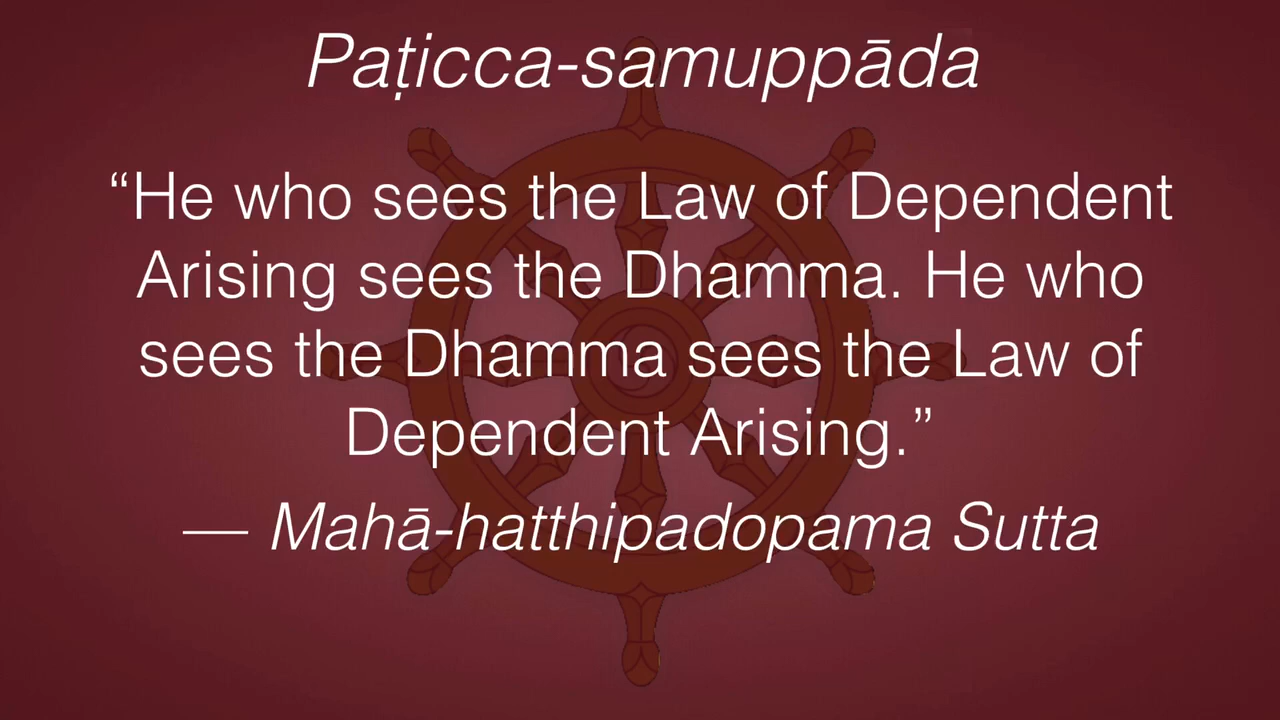 Paṭicca-samuppāda
“He who sees the Law of Dependent
Arising sees the Dhamma. He who
sees the Dhamma sees the Law of
Dependent Arising.”
— Mahā-hatthipadopama Sutta